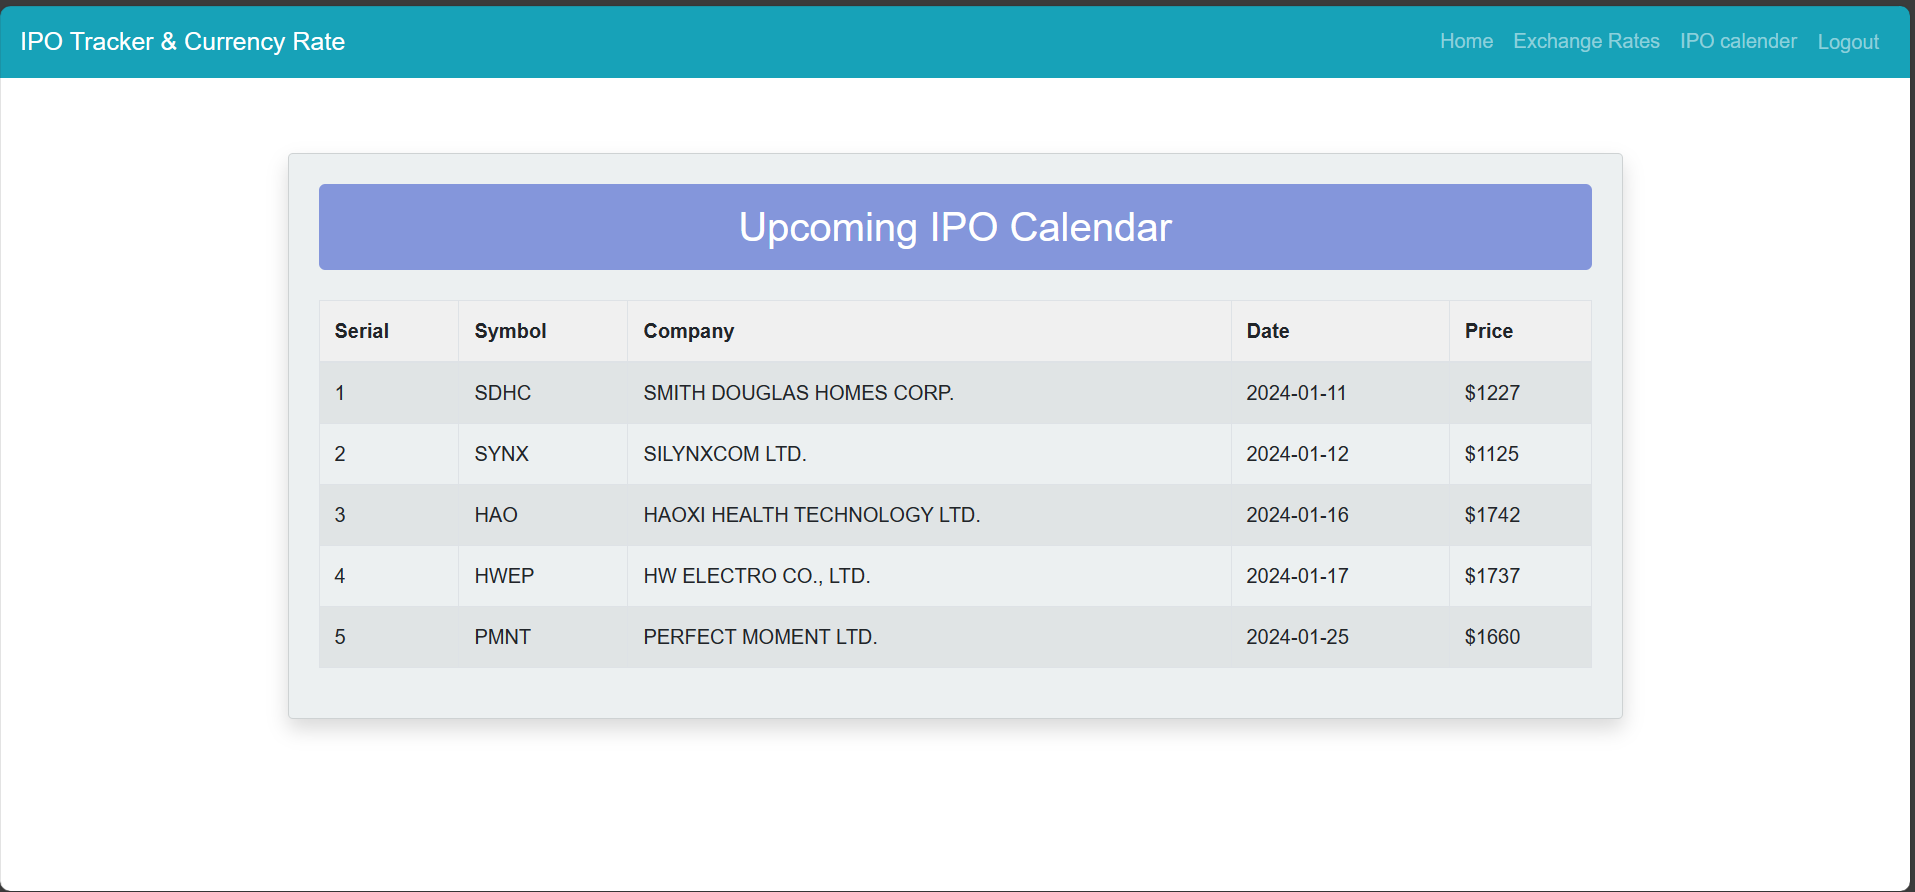 IPO Tracker & Currency Rate Home Exchange Rates IPO calender Logout
Upcoming IPO Calendar
Serial Symbol Company Date Price
1 SDHC SMITH DOUGLAS HOMES CORP. 2024-01-11 $1227
2 SYNX SILYNXCOM LTD. 2024-01-12 $1125
3 HAO HAOXI HEALTH TECHNOLOGY LTD. 2024-01-16 $1742
4 HWEP HW ELECTRO CO., LTD. 2024-01-17 $1737
5 PMNT PERFECT MOMENT LTD. 2024-01-25 $1660